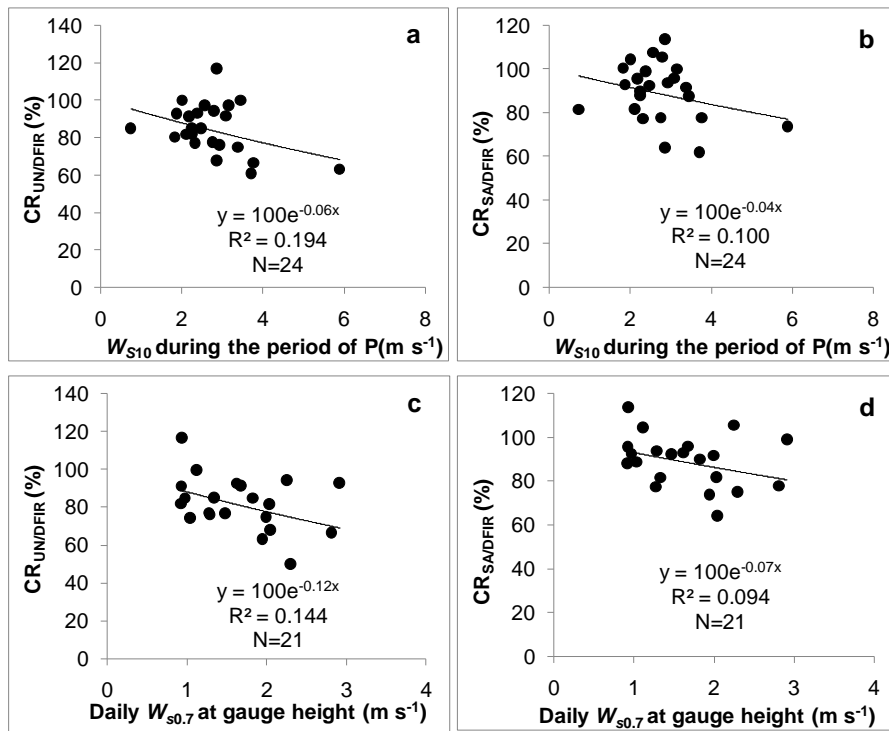 a
140
120
100
80
60
40
20
0
CR_UN/DFIR (%)
y = 100e^-0.06x
R² = 0.194
N=24
0 2 4 6 8
W_S10 during the period of P(m s^-1)
b
120
100
80
60
40
20
0
CR_SA/DFIR (%)
y = 100e^-0.04x
R² = 0.100
N=24
0 2 4 6 8
W_S10 during the period of P(m s^-1)
c
140
120
100
80
60
40
20
0
CR_UN/DFIR (%)
y = 100e^-0.12x
R² = 0.144
N=21
0 1 2 3 4
Daily W_s0.7 at gauge height (m s^-1)
d
120
100
80
60
40
20
0
CR_SA/DFIR (%)
y = 100e^-0.07x
R² = 0.094
N=21
0 1 2 3 4
Daily W_s0.7 at gauge height (m s^-1)